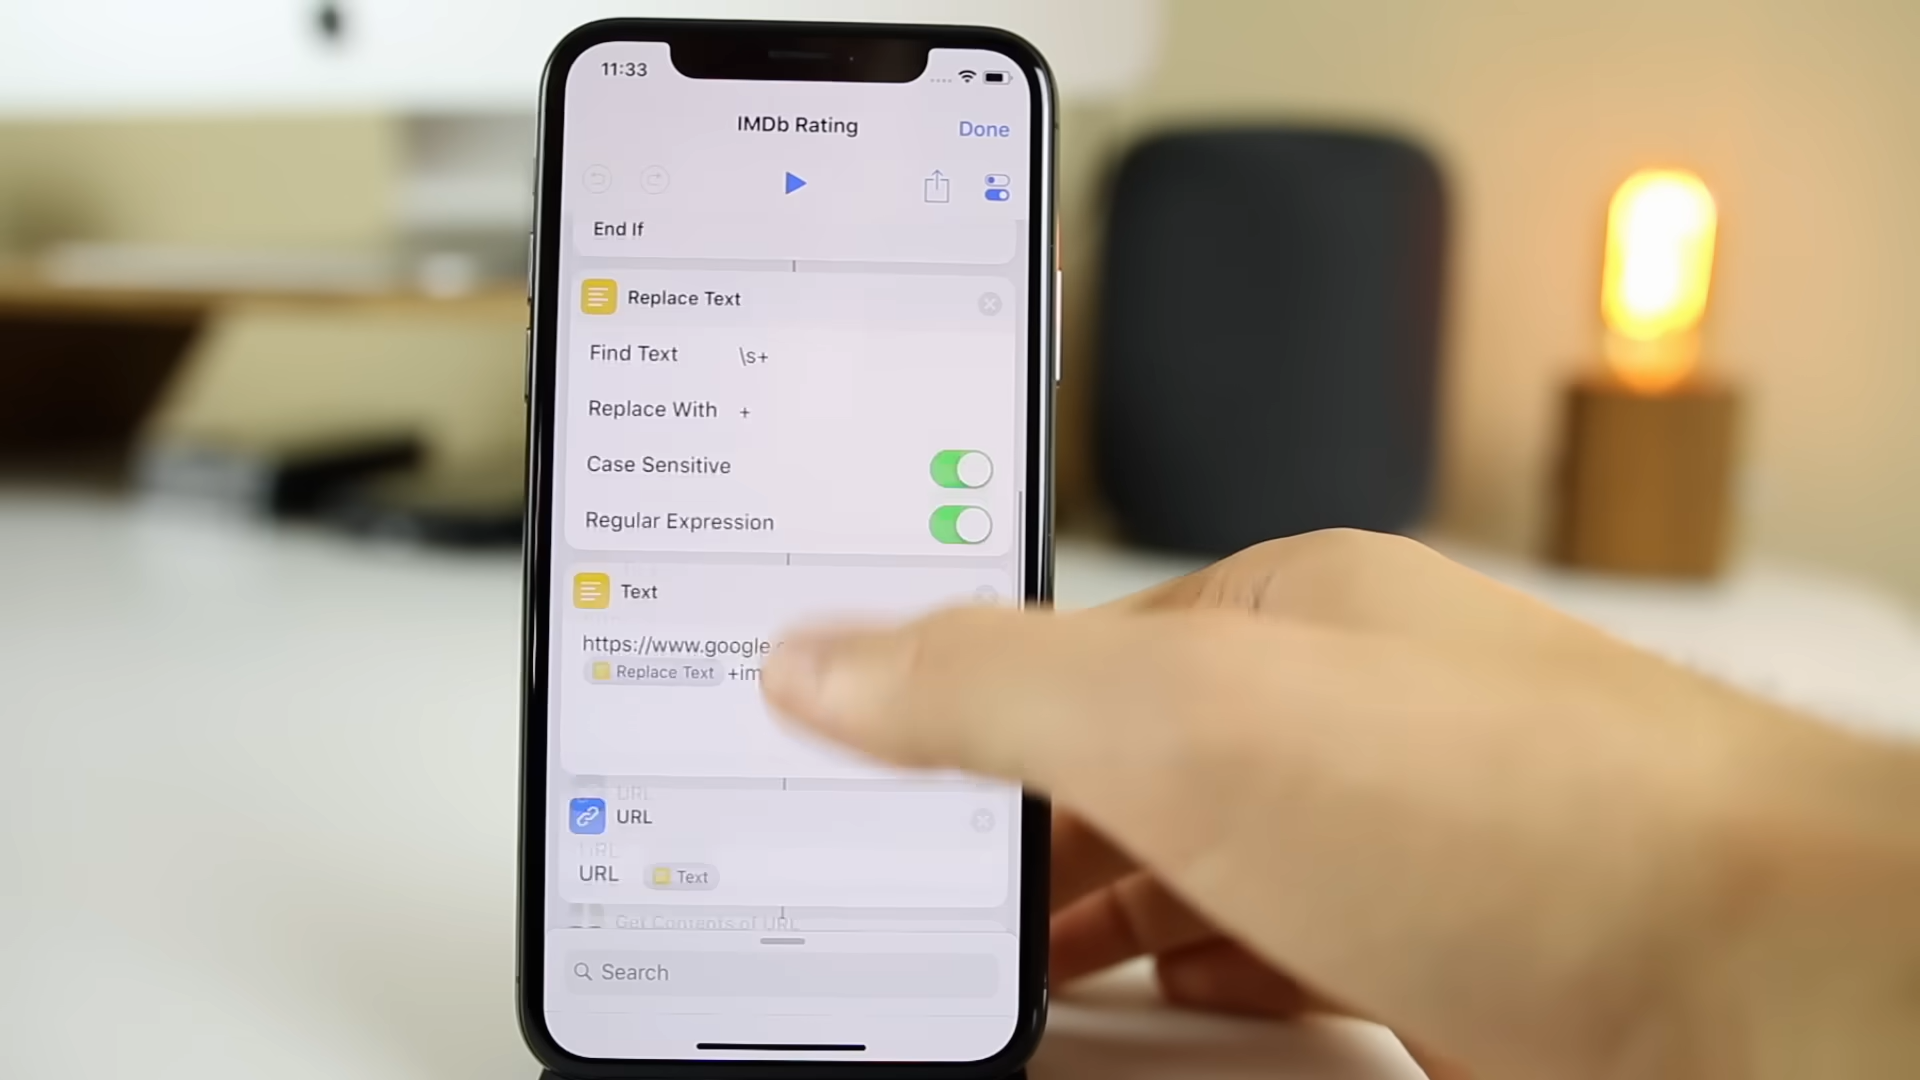 11:33
IMDb Rating
Done
End If
Replace Text
Find Text \s+
Replace With +
Case Sensitive
Regular Expression
Text
https://www.google
Replace Text +im
URL
URL
URL
URL Text
Get Contents of URL
Search